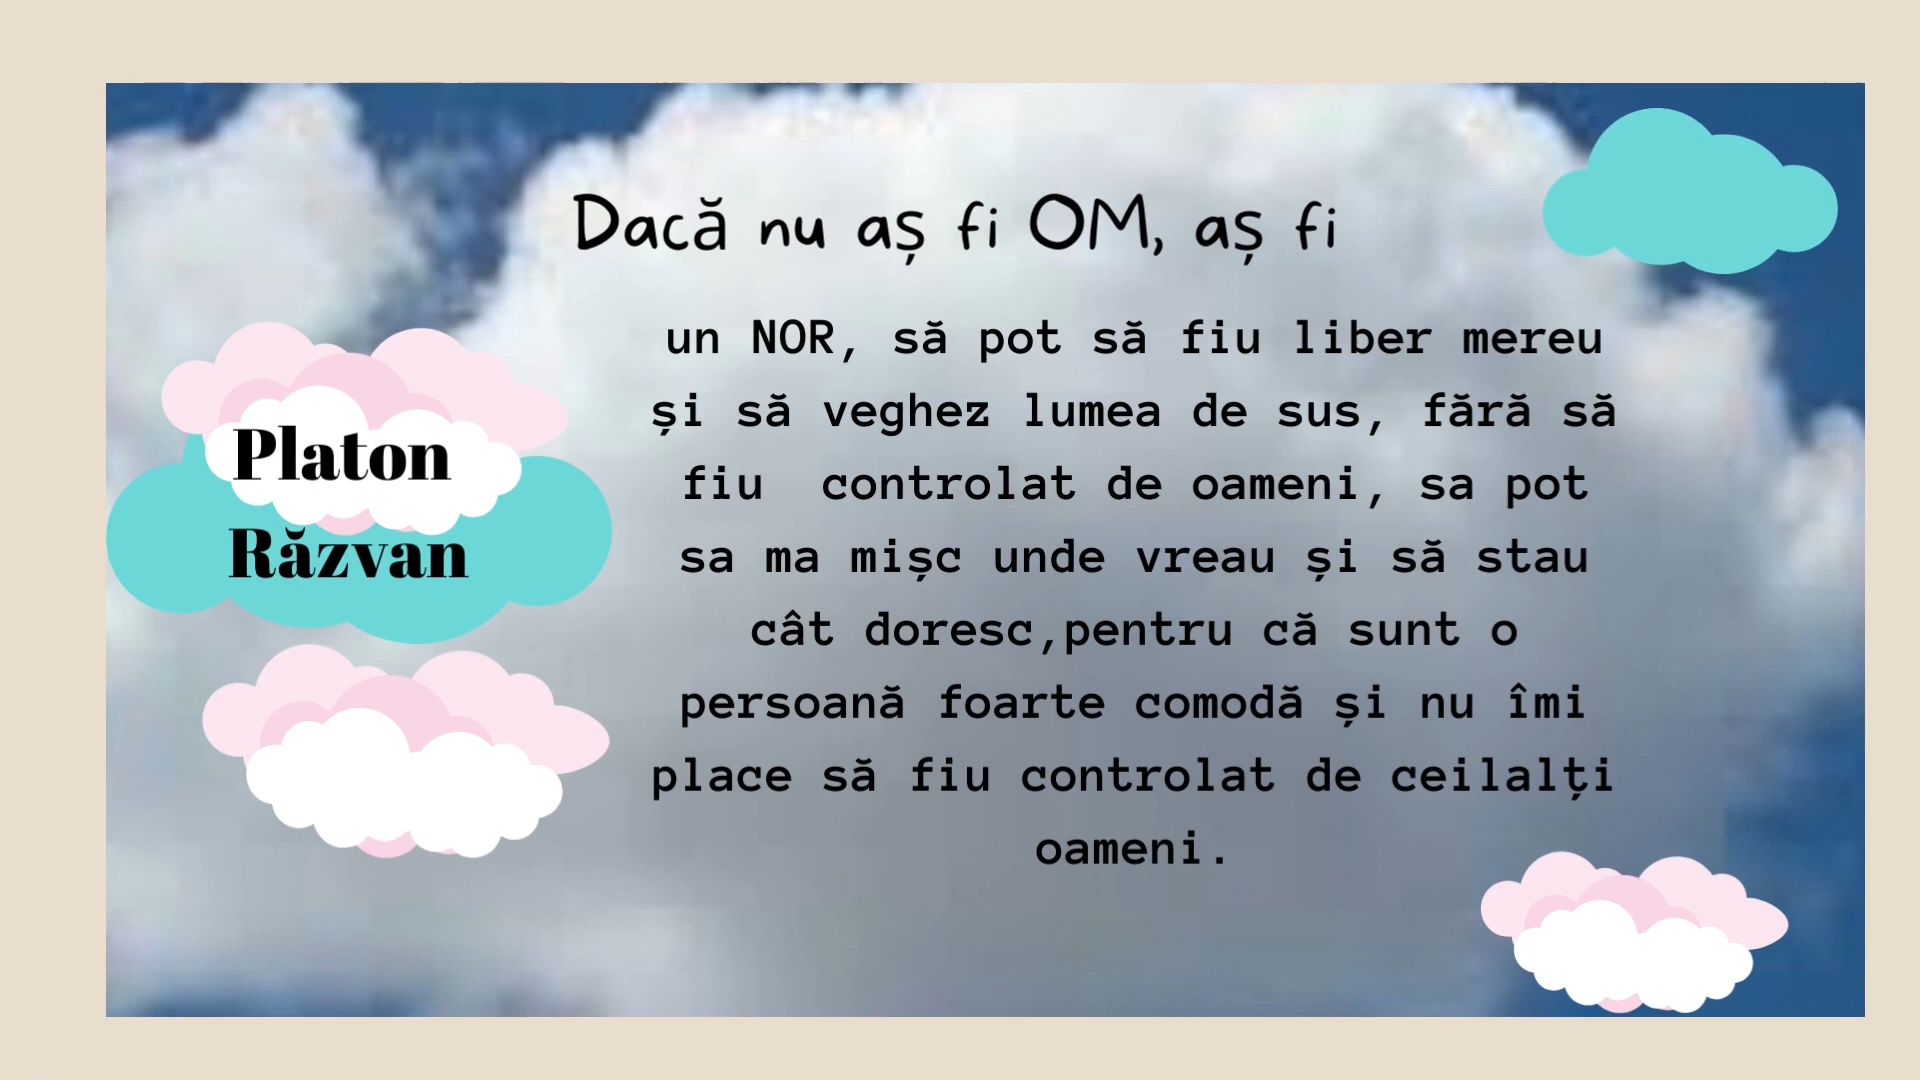 Dacă nu aș fi OM, aș fi
un NOR, să pot să fiu liber mereu
și să veghez lumea de sus, fără să
fiu  controlat de oameni, sa pot
sa ma mișc unde vreau și să stau
cât doresc,pentru că sunt o
persoană foarte comodă și nu îmi
place să fiu controlat de ceilalți
oameni.
Platon
Răzvan